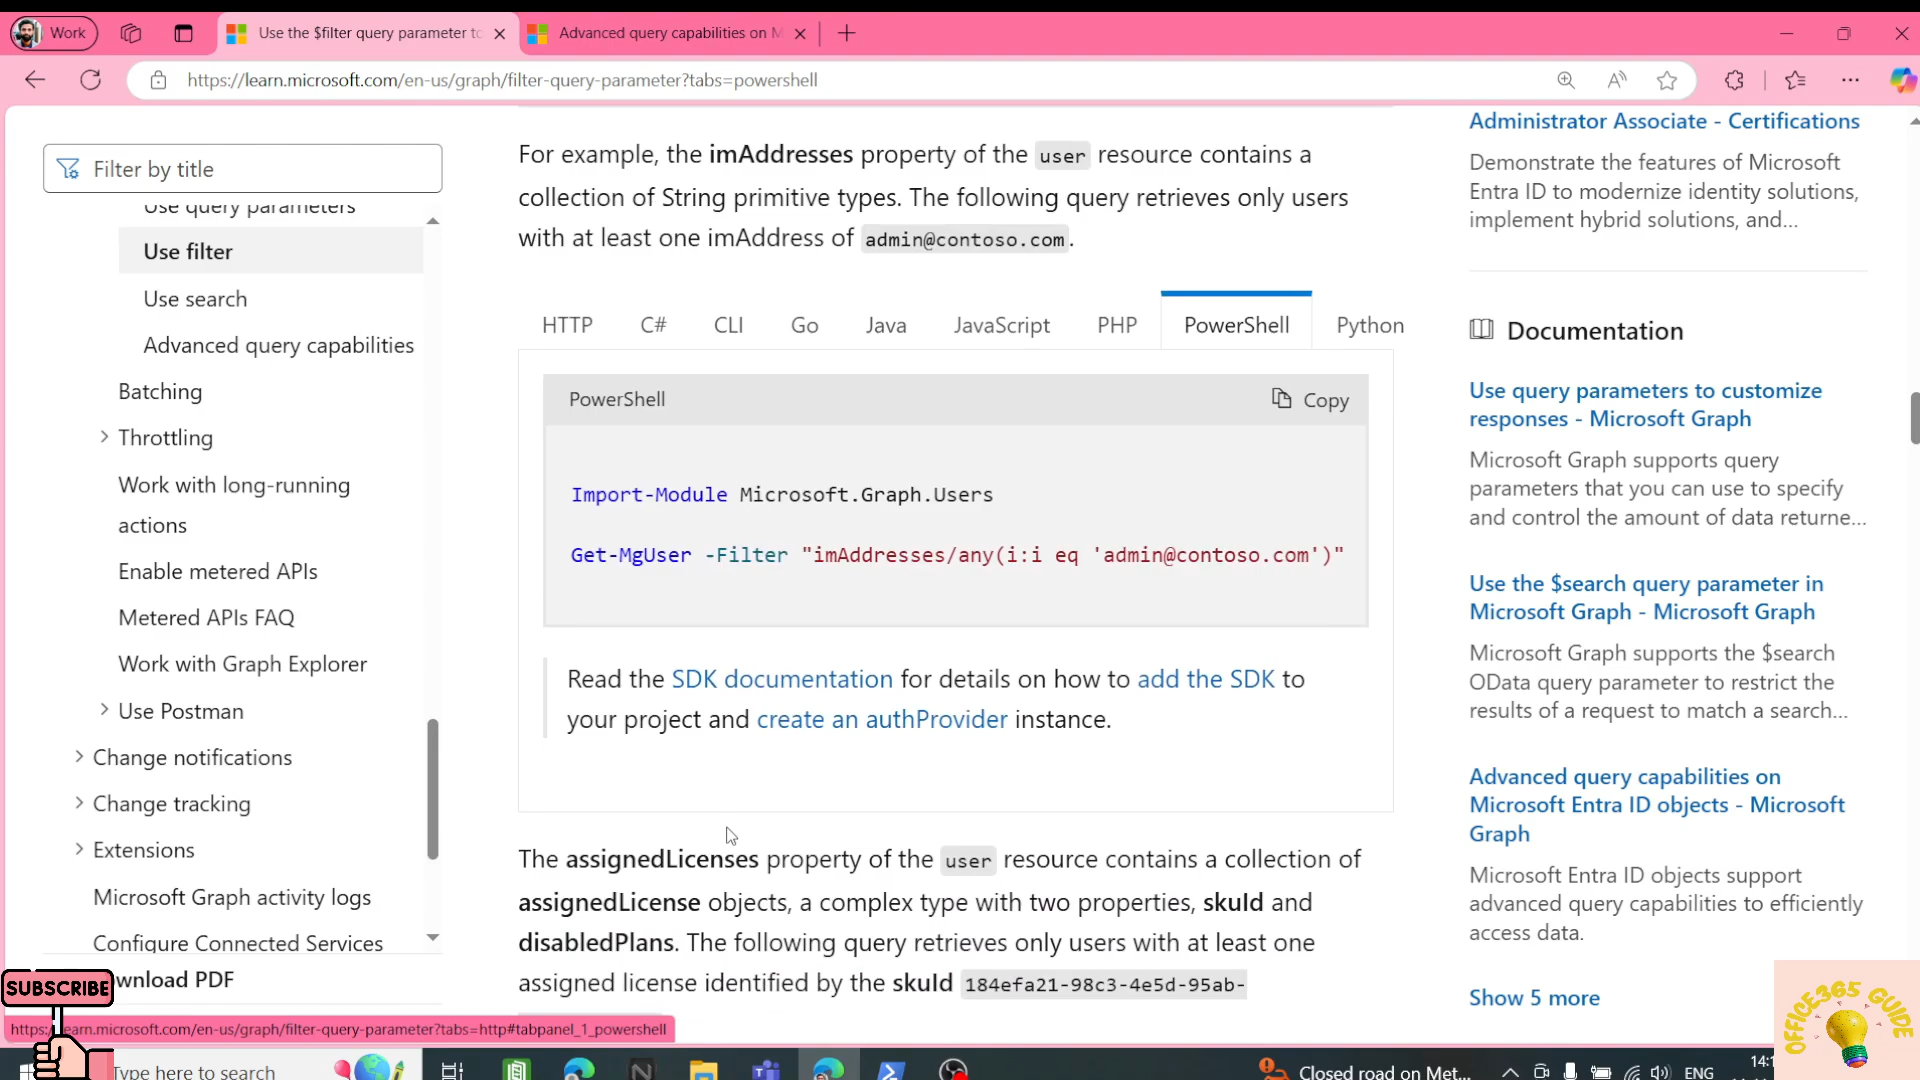 Work
Use the $filter query parameter to
Advanced query capabilities on M
https://learn.microsoft.com/en-us/graph/filter-query-parameter?tabs=powershell
Filter by title
Use query parameters
Use filter
Use search
Advanced query capabilities
Batching
Throttling
Work with long-running
actions
Enable metered APIs
Metered APIs FAQ
Work with Graph Explorer
Use Postman
Change notifications
Change tracking
Extensions
Microsoft Graph activity logs
Configure Connected Services
wnload PDF
For example, the imAddresses property of the user resource contains a
collection of String primitive types. The following query retrieves only users
with at least one imAddress of admin@contoso.com.
HTTP C# CLI Go Java JavaScript PHP PowerShell Python
PowerShell
Copy
Import-Module Microsoft.Graph.Users
Get-MgUser -Filter "imAddresses/any(i:i eq 'admin@contoso.com')"
Read the SDK documentation for details on how to add the SDK to
your project and create an authProvider instance.
The assignedLicenses property of the user resource contains a collection of
assignedLicense objects, a complex type with two properties, skuId and
disabledPlans. The following query retrieves only users with at least one
assigned license identified by the skuId 184efa21-98c3-4e5d-95ab-
Administrator Associate - Certifications
Demonstrate the features of Microsoft
Entra ID to modernize identity solutions,
implement hybrid solutions, and...
Documentation
Use query parameters to customize
responses - Microsoft Graph
Microsoft Graph supports query
parameters that you can use to specify
and control the amount of data returne...
Use the $search query parameter in
Microsoft Graph - Microsoft Graph
Microsoft Graph supports the $search
OData query parameter to restrict the
results of a request to match a search...
Advanced query capabilities on
Microsoft Entra ID objects - Microsoft
Graph
Microsoft Entra ID objects support
advanced query capabilities to efficiently
access data.
Show 5 more
SUBSCRIBE
https://learn.microsoft.com/en-us/graph/filter-query-parameter?tabs=http#tabpanel_1_powershell
OFFICE365 GUIDE
Type here to search
Closed road on Met...
ENG
14:1